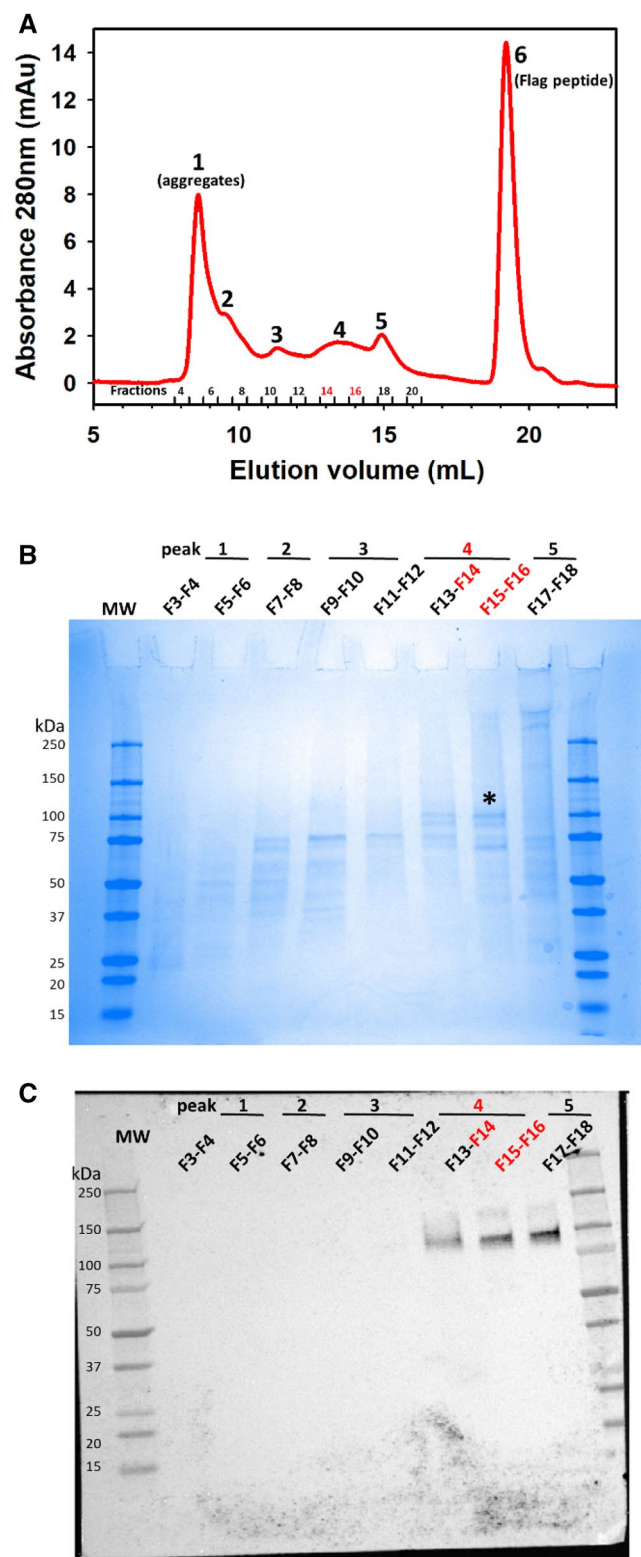 A
Absorbance 280nm (mAu)
14
12
10
8
6
4
2
0
1
(aggregates)
2
3
4
5
6
(Flag peptide)
Fractions 4 6 8 10 12 14 16 18 20
5 10 15 20
Elution volume (mL)
B
peak 1 2 3 4 5
MW F3-F4 F5-F6 F7-F8 F9-F10 F11-F12 F13-F14 F15-F16 F17-F18
kDa
250
150
100
75
50
37
25
20
15
*
C
peak 1 2 3 4 5
MW F3-F4 F5-F6 F7-F8 F9-F10 F11-F12 F13-F14 F15-F16 F17-F18
kDa
250
150
100
75
50
37
25
20
15